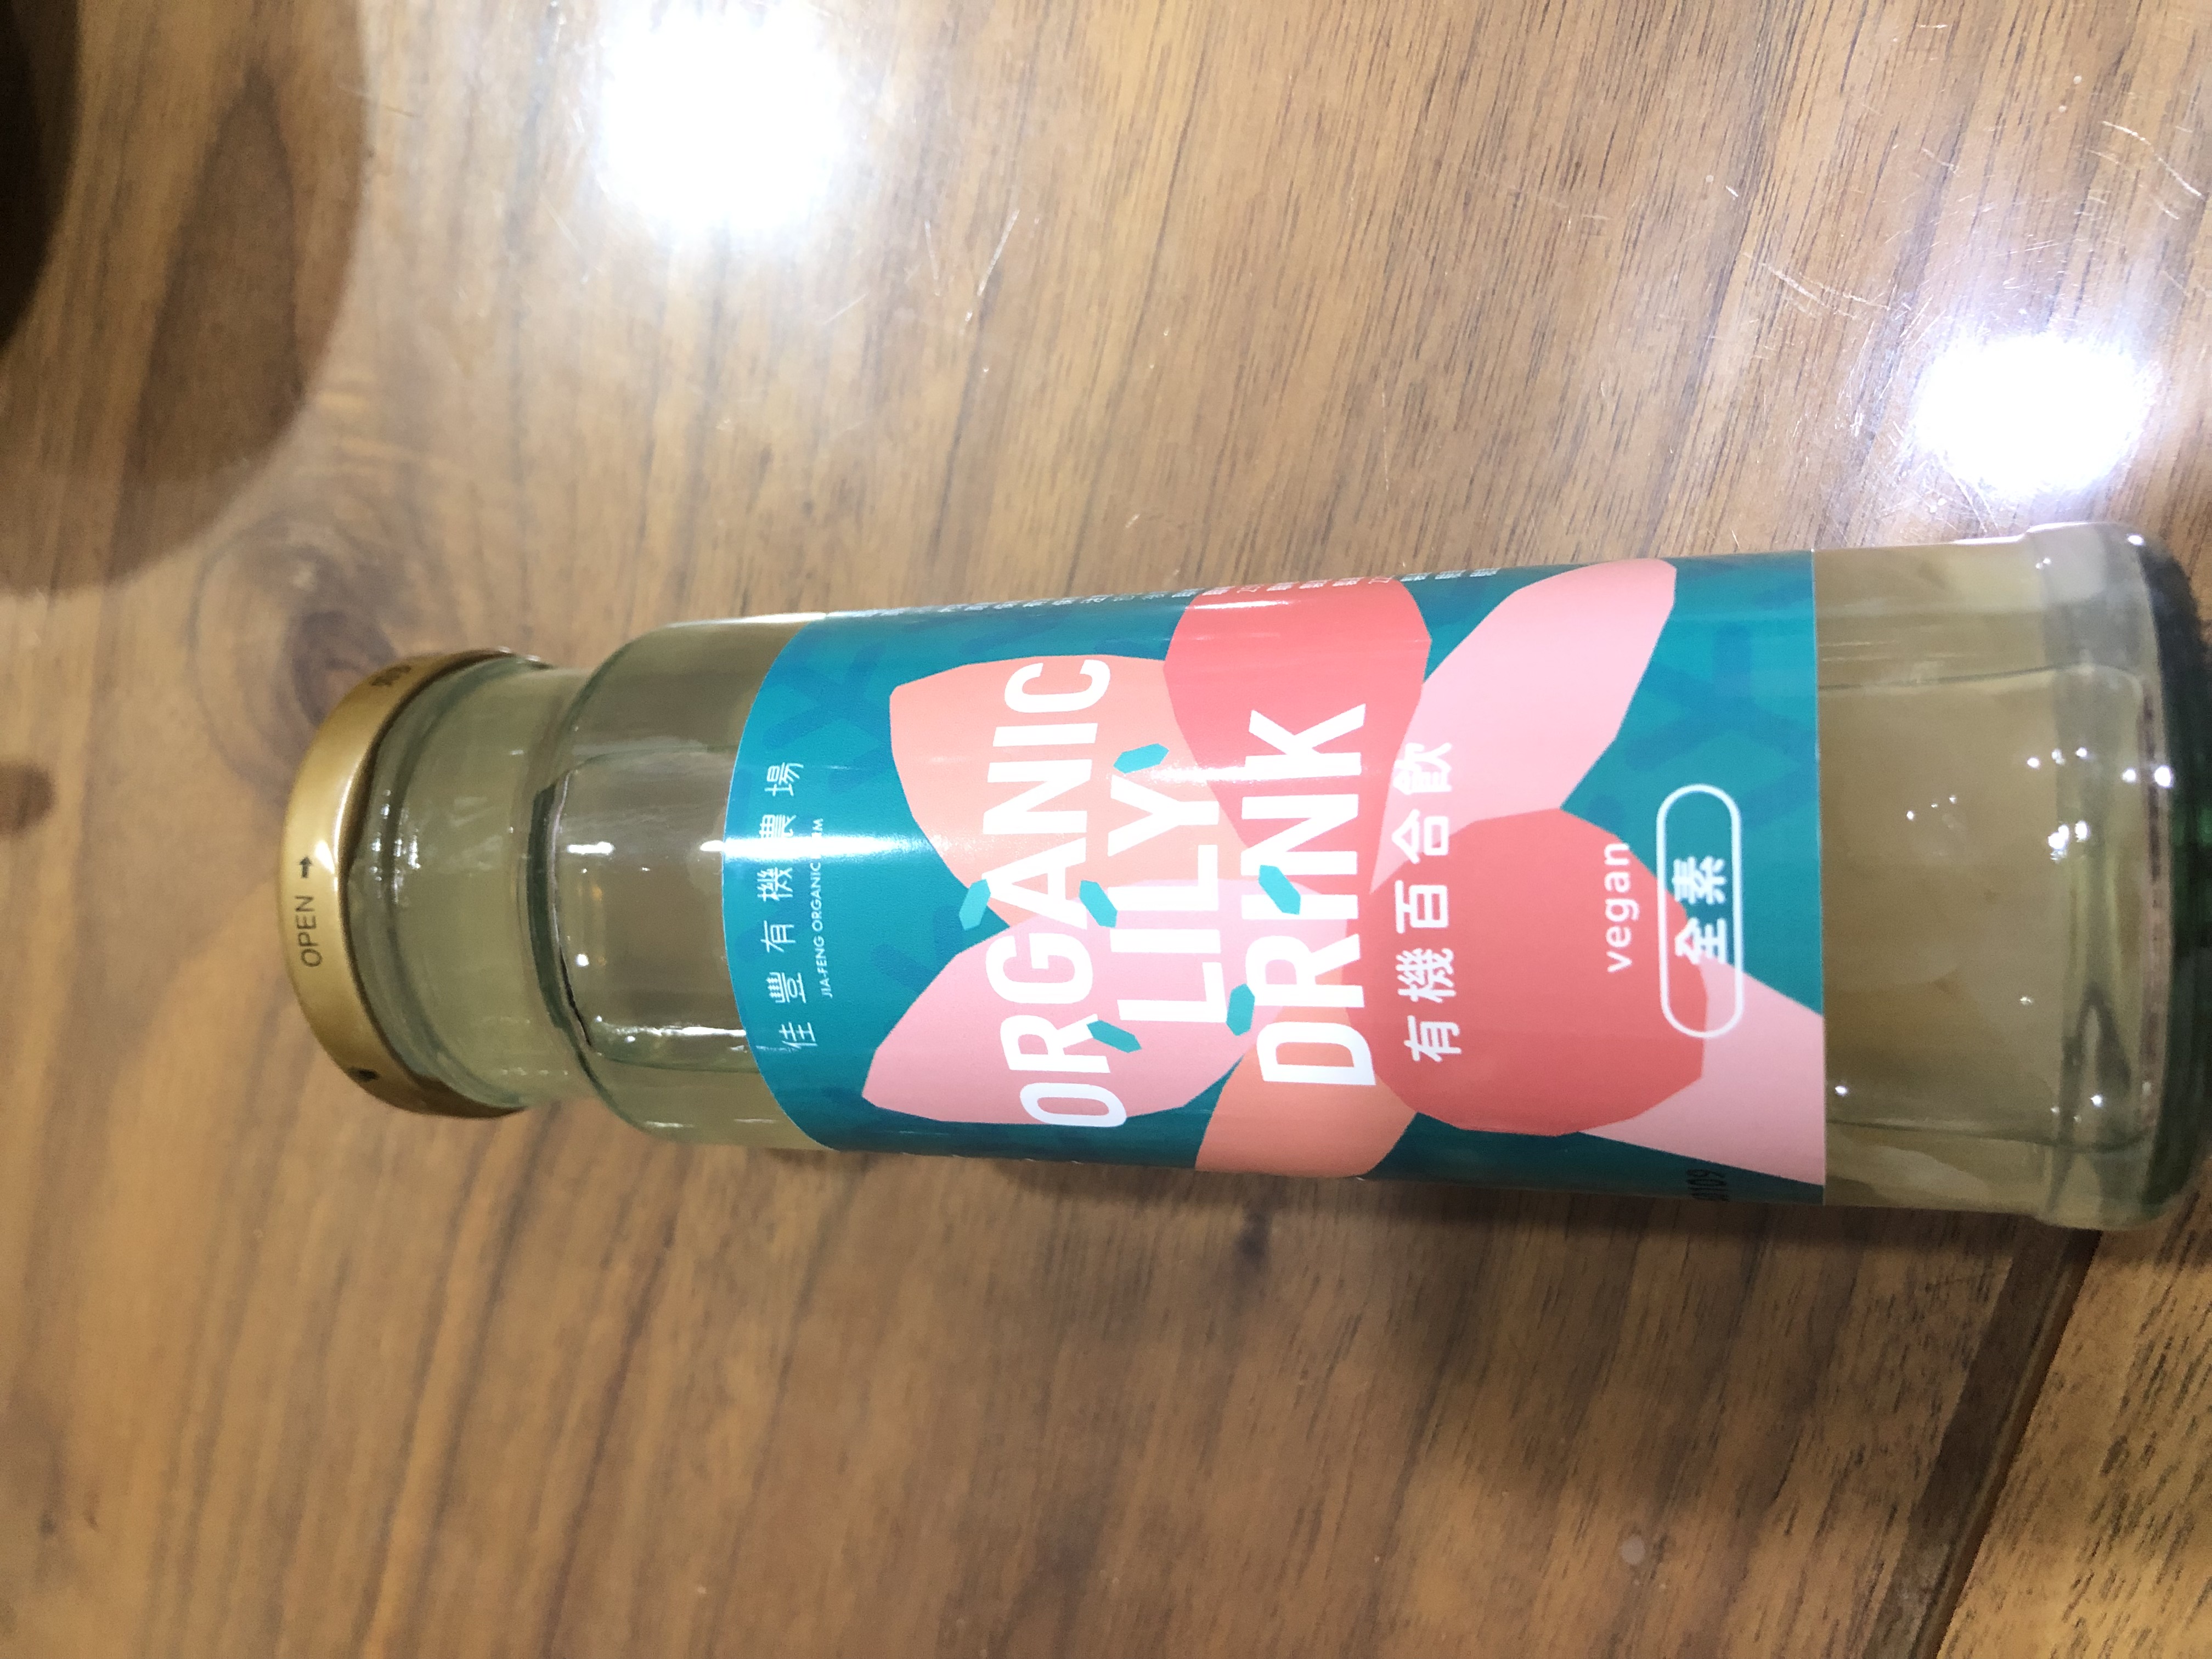 OPEN →
佳豐有機農場
JIA-FENG ORGANIC
ORGANIC
LILY
DRINK
有機百合飲
vegan
全素